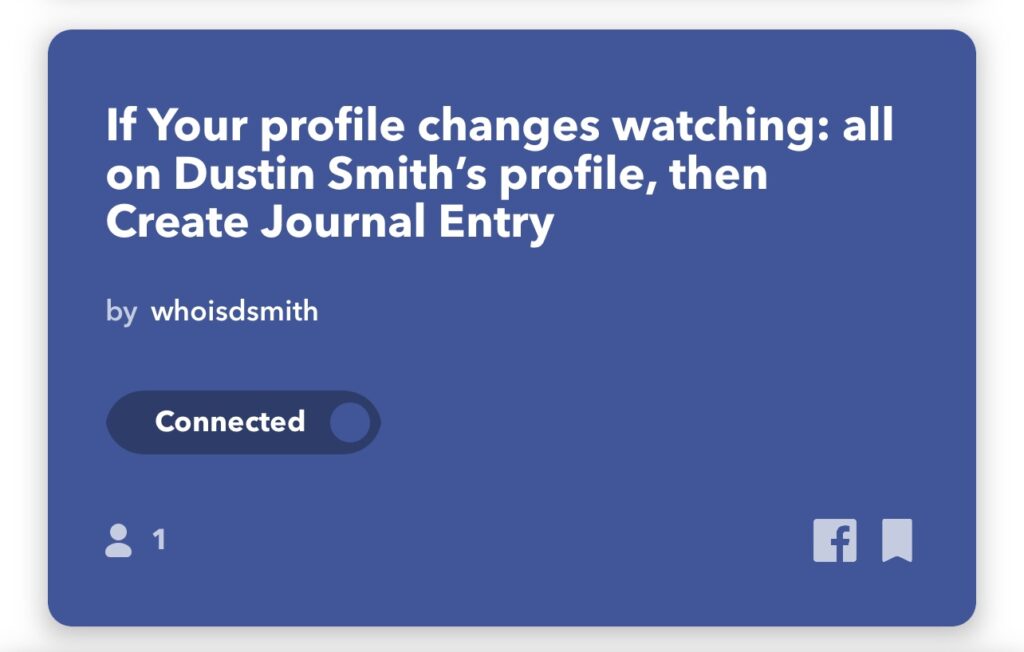 If Your profile changes watching: all
on Dustin Smith’s profile, then
Create Journal Entry
by whoisdsmith
Connected
1